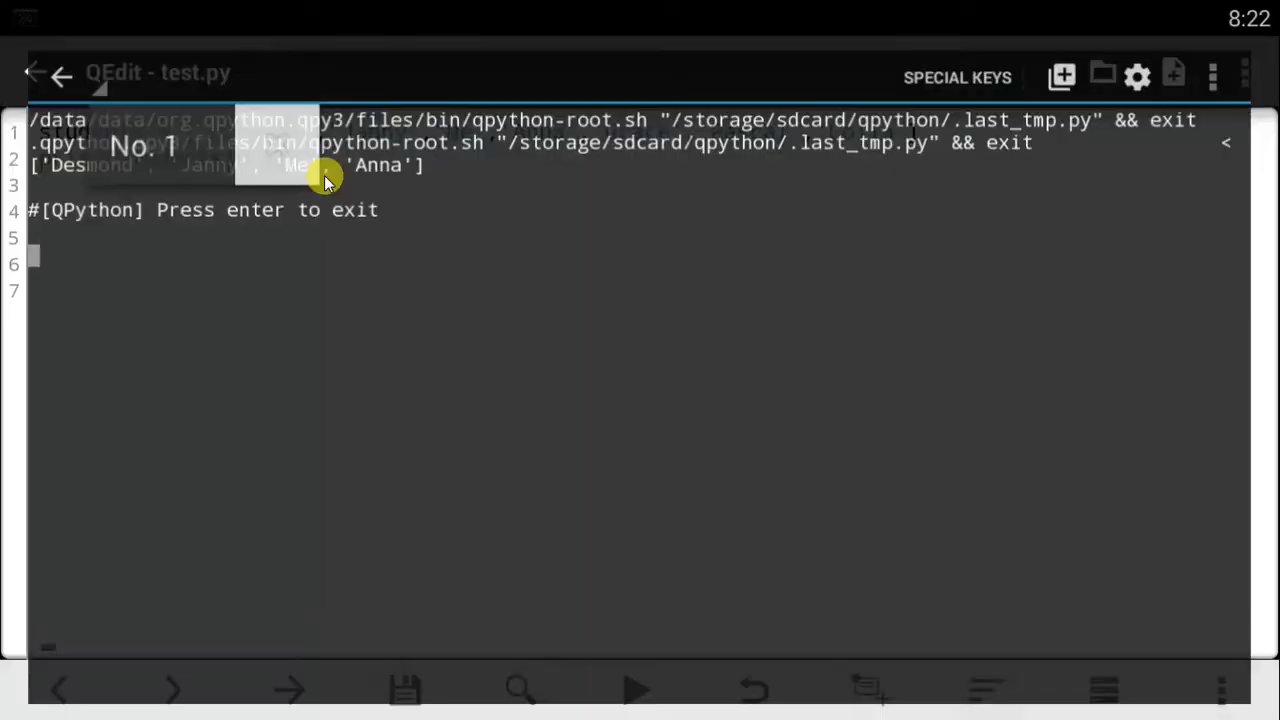 8:22
QEdit - test.py
SPECIAL KEYS
/data/data/org.qpython.qpy3/files/bin/qpython-root.sh "/storage/sdcard/qpython/.last_tmp.py" && exit
.qpython.qpy3/files/bin/qpython-root.sh "/storage/sdcard/qpython/.last_tmp.py" && exit <
No. 1
['Desmond', 'Janny', 'Me', 'Anna']
#[QPython] Press enter to exit
1
2
3
4
5
6
7